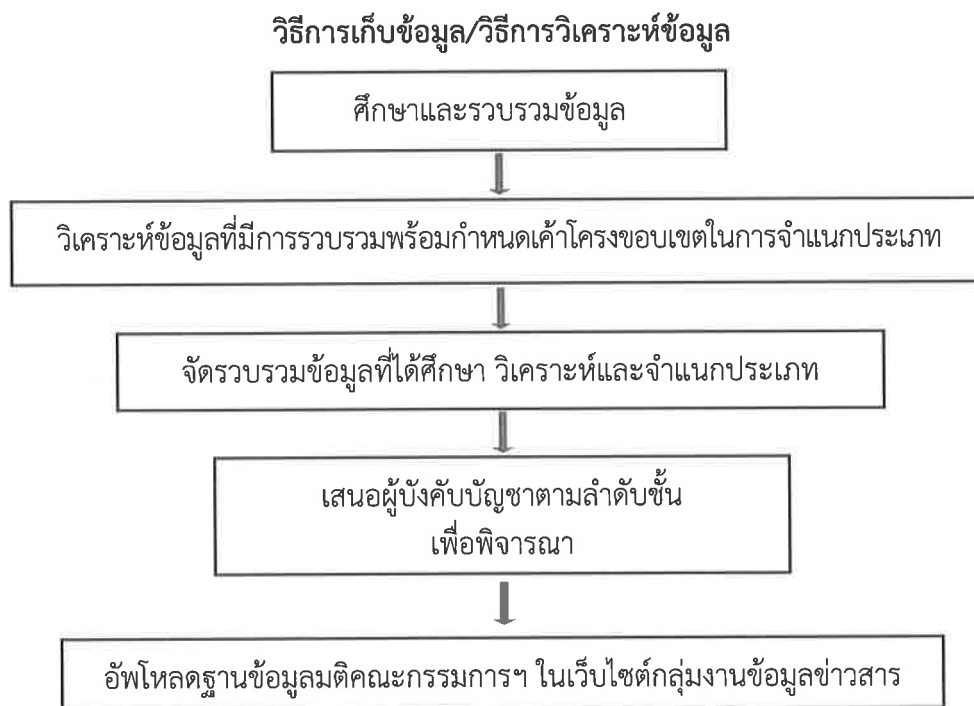 วิธีการเก็บข้อมูล/วิธีการวิเคราะห์ข้อมูล
ศึกษาและรวบรวมข้อมูล
วิเคราะห์ข้อมูลที่มีการรวบรวมพร้อมกำหนดเค้าโครงขอบเขตในการจำแนกประเภท
จัดรวบรวมข้อมูลที่ได้ศึกษา วิเคราะห์และจำแนกประเภท
เสนอผู้บังคับบัญชาตามลำดับชั้น
เพื่อพิจารณา
อัพโหลดฐานข้อมูลมติคณะกรรมการฯ ในเว็บไซต์กลุ่มงานข้อมูลข่าวสาร